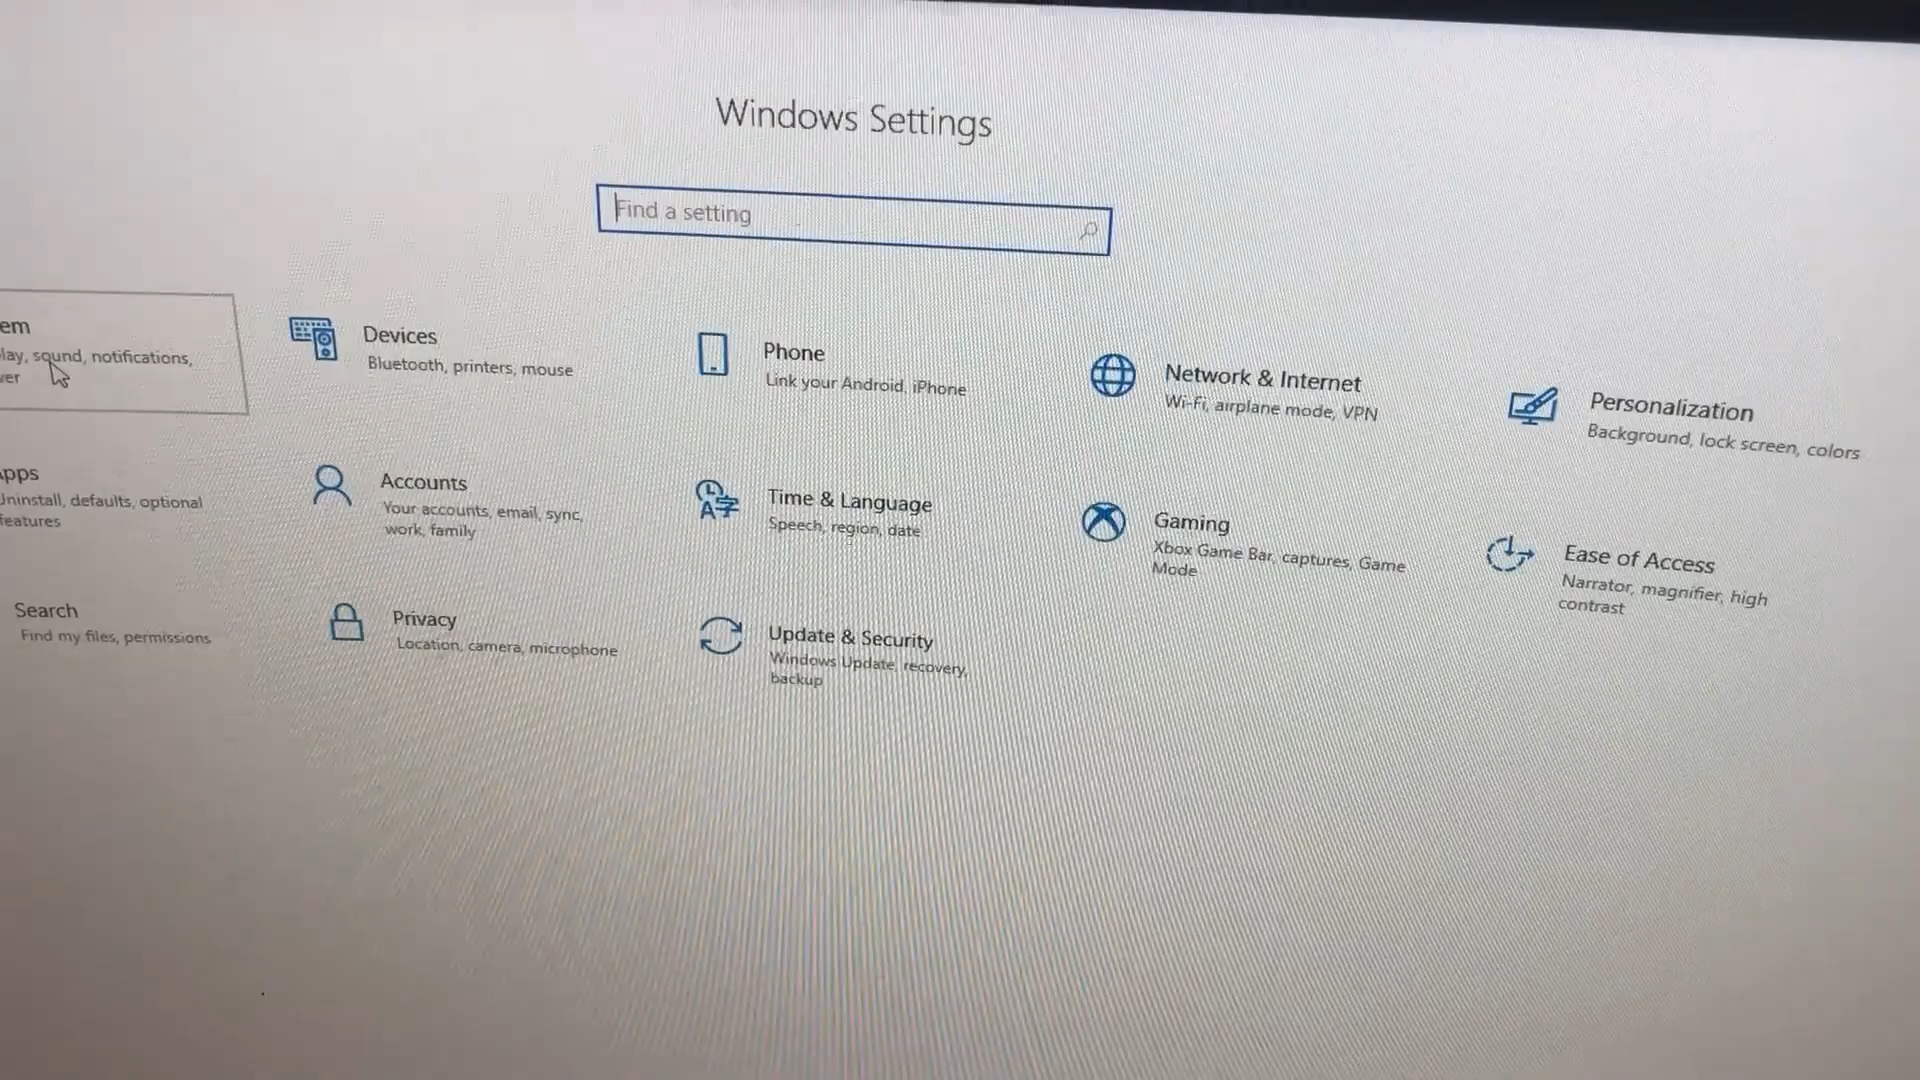 Windows Settings
Find a setting
em
lay, sound, notifications,
ver
Devices
Bluetooth, printers, mouse
Phone
Link your Android, iPhone
Network & Internet
Wi-Fi, airplane mode, VPN
Personalization
Background, lock screen, colors
Apps
Uninstall, defaults, optional
features
Accounts
Your accounts, email, sync,
work, family
Time & Language
Speech, region, date
Gaming
Xbox Game Bar, captures, Game
Mode
Ease of Access
Narrator, magnifier, high
contrast
Search
Find my files, permissions
Privacy
Location, camera, microphone
Update & Security
Windows Update, recovery,
backup